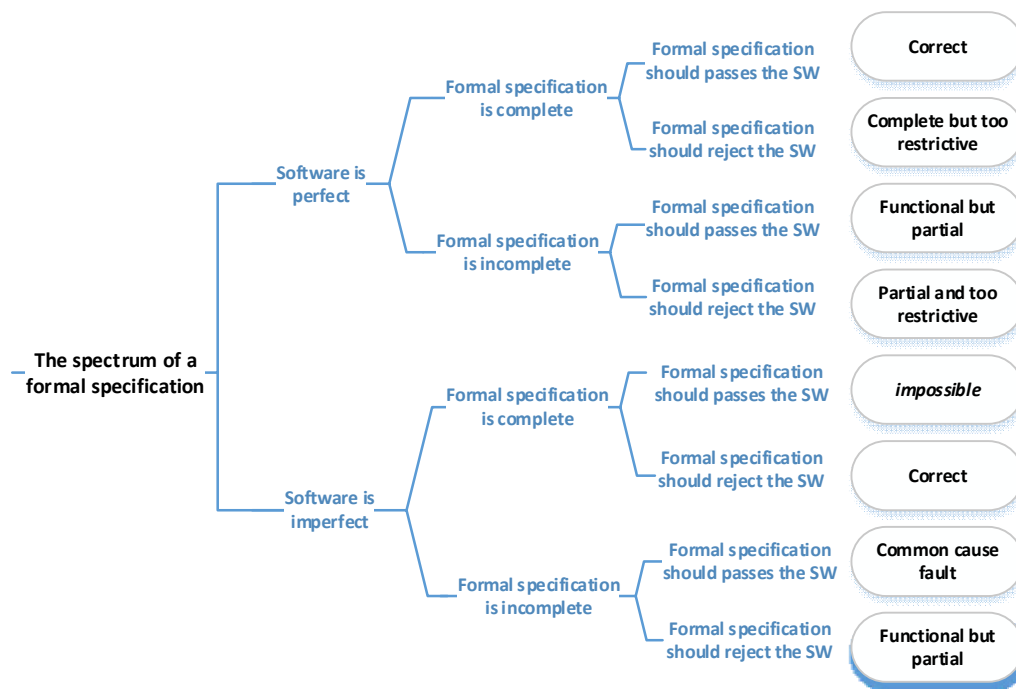 Formal specification
should passes the SW
Correct
Formal specification
is complete
Formal specification
should reject the SW
Complete but too
restrictive
Software is
perfect
Formal specification
should passes the SW
Functional but
partial
Formal specification
is incomplete
Formal specification
should reject the SW
Partial and too
restrictive
The spectrum of a
formal specification
Formal specification
should passes the SW
impossible
Formal specification
is complete
Formal specification
should reject the SW
Correct
Software is
imperfect
Formal specification
should passes the SW
Common cause
fault
Formal specification
is incomplete
Formal specification
should reject the SW
Functional but
partial